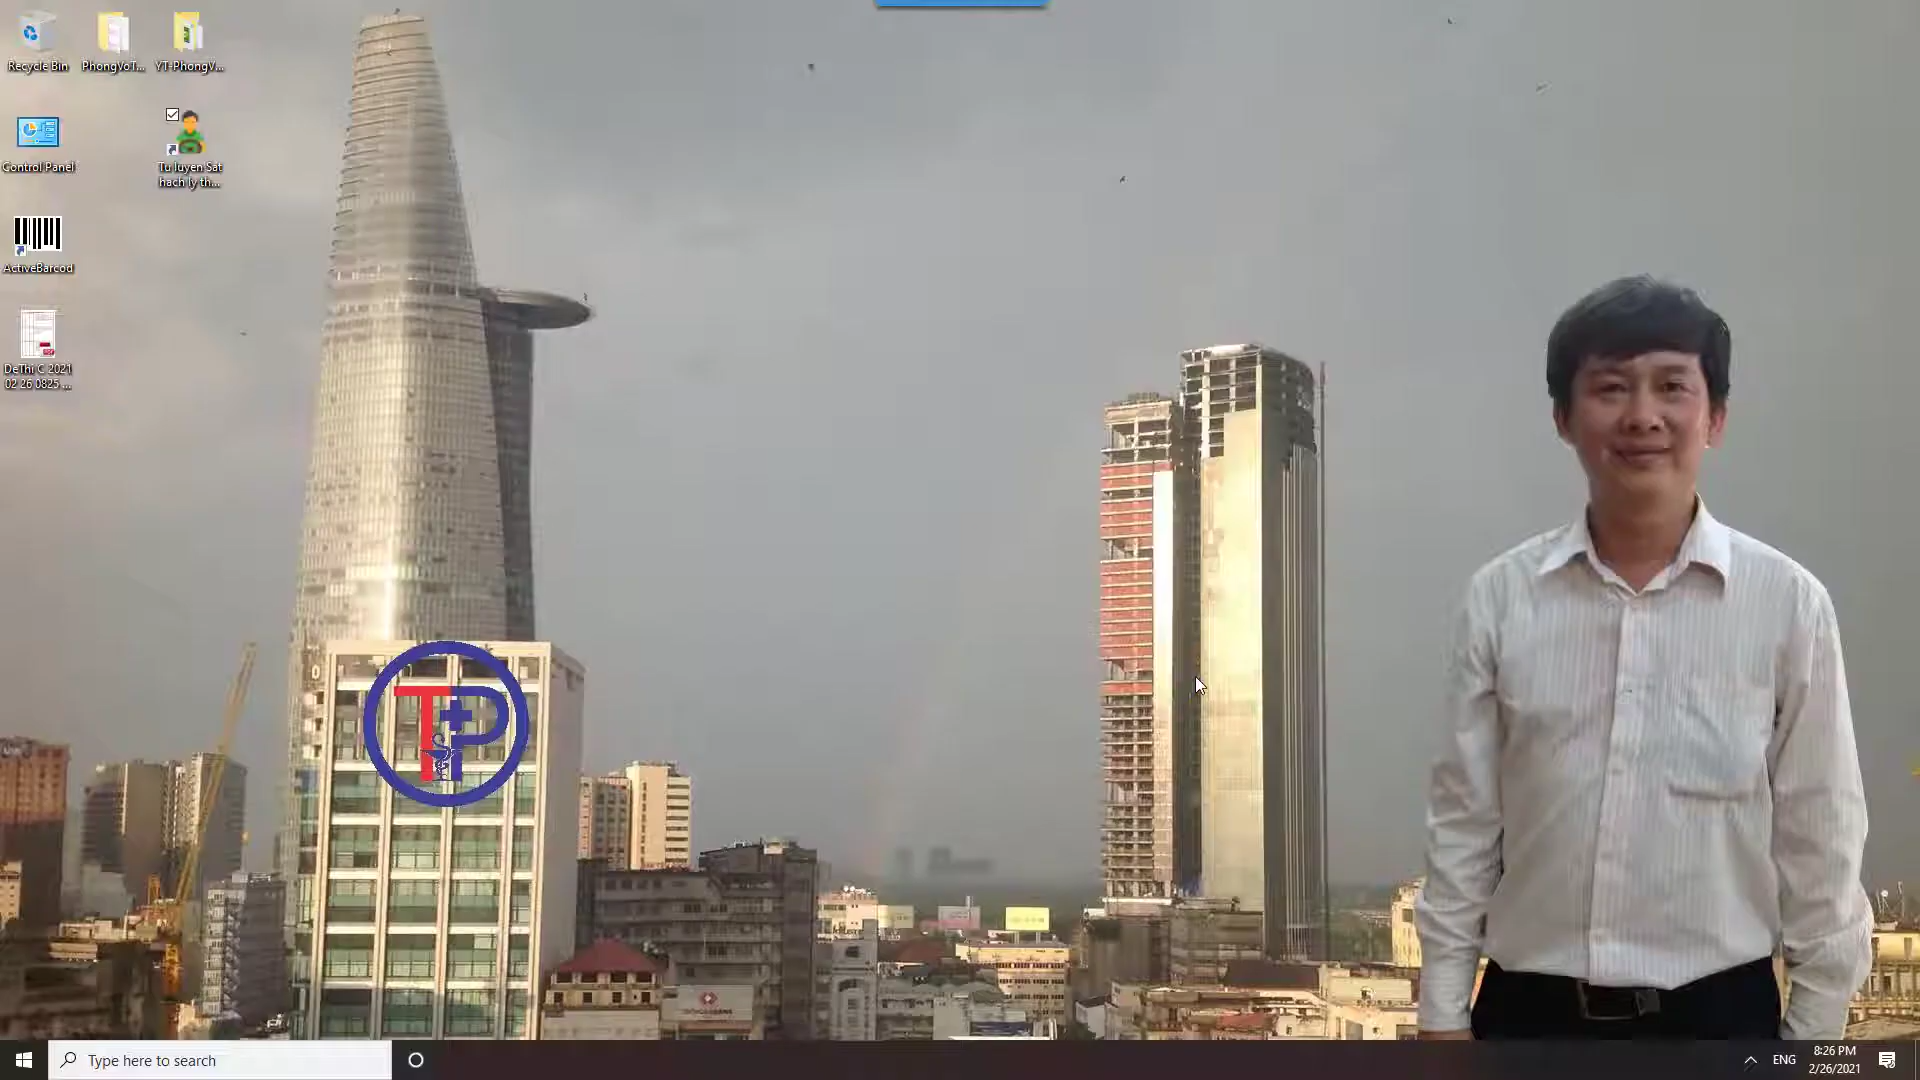 Recycle Bin
PhongVoT...
YT-PhongV...
Control Panel
Tu luyen Sat
hach ly th...
ActiveBarcod
DeThi C 2021
02 26 0825 ...
TP
Type here to search
ENG
8:26 PM
2/26/2021